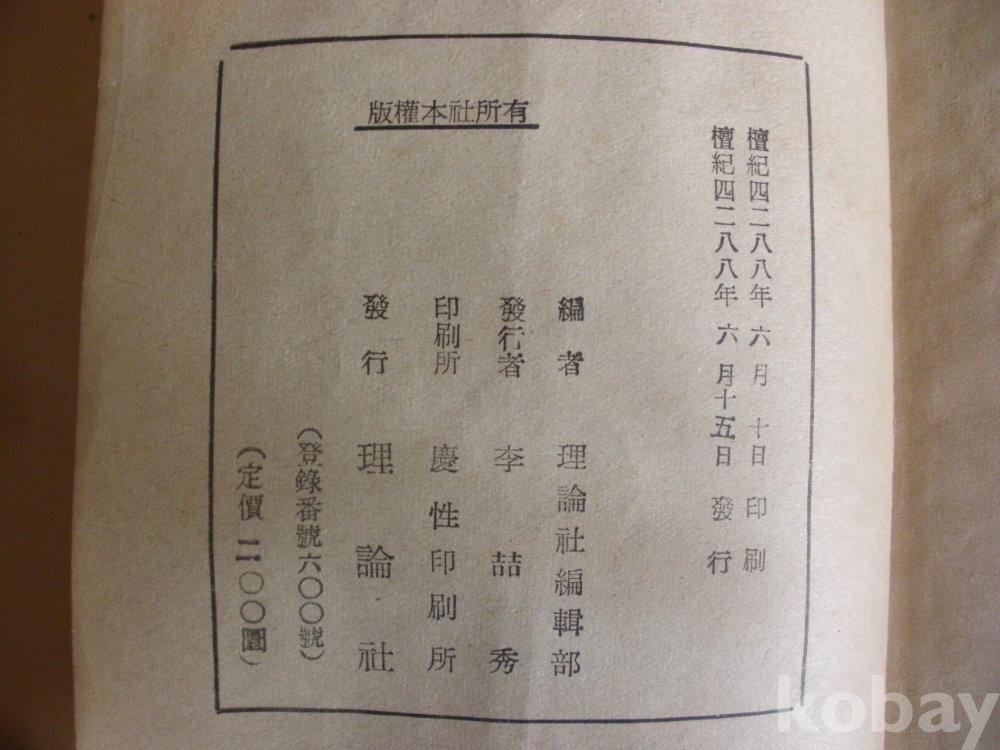 檀紀四二八八年 六月 十日 印刷
檀紀四二八八年 六月十五日 發行
版權本社所有
編者 理論社編輯部
發行者 李喆秀
印刷所 慶性印刷所
發行 理論社
(登錄番號六〇〇號)
(定價 二〇〇圜)
kobay